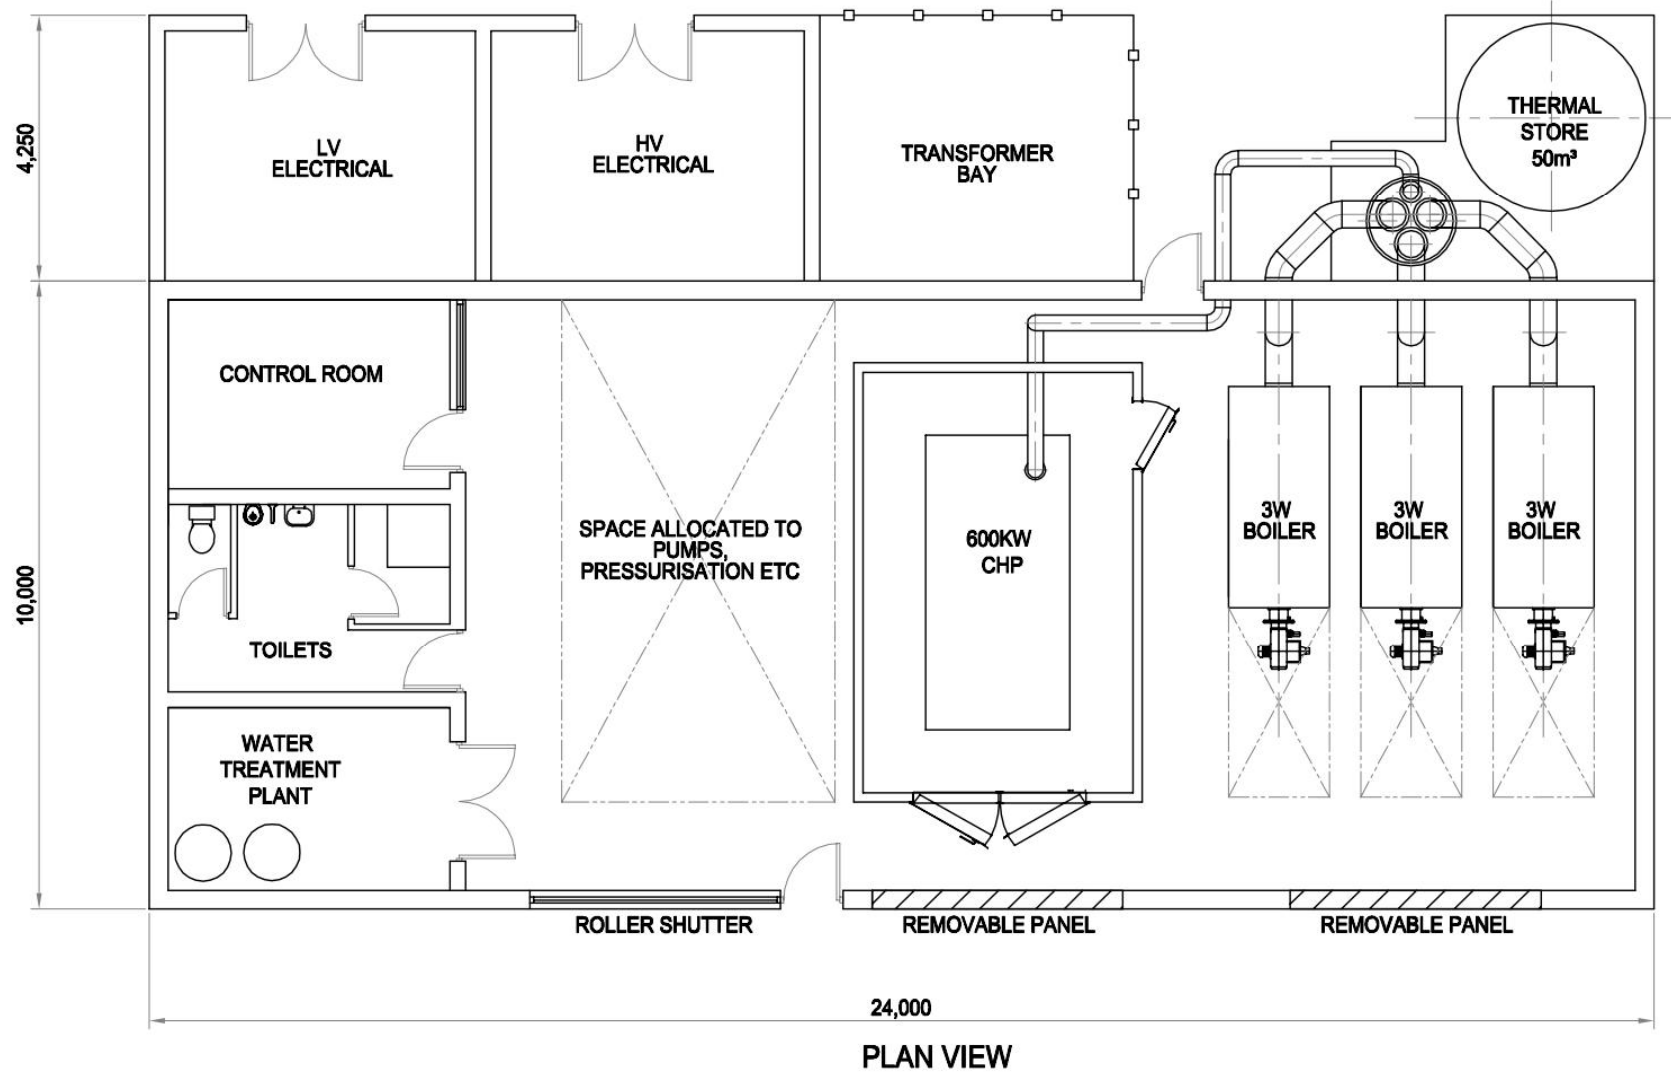 4,250
LV
ELECTRICAL
HV
ELECTRICAL
TRANSFORMER
BAY
THERMAL
STORE
50m³
10,000
CONTROL ROOM
TOILETS
WATER
TREATMENT
PLANT
SPACE ALLOCATED TO
PUMPS,
PRESSURISATION ETC
600KW
CHP
3W
BOILER
3W
BOILER
3W
BOILER
ROLLER SHUTTER
REMOVABLE PANEL
REMOVABLE PANEL
24,000
PLAN VIEW